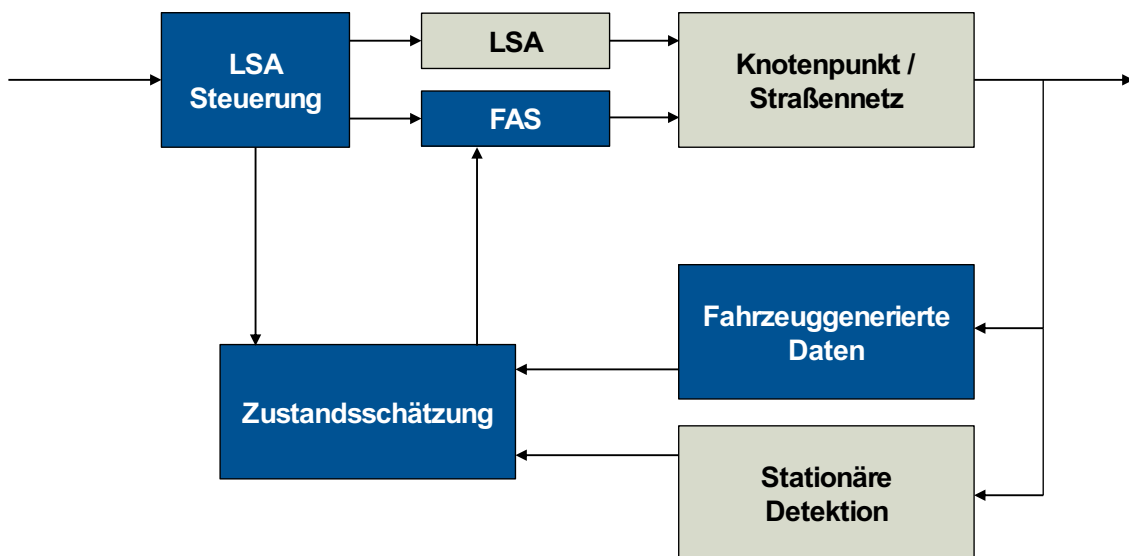 LSA
Steuerung
LSA
FAS
Knotenpunkt /
Straßennetz
Fahrzeuggenerierte
Daten
Zustandsschätzung
Stationäre
Detektion